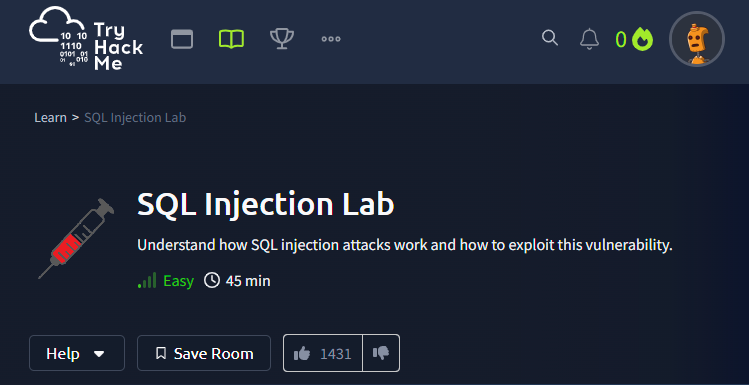 Try
Hack
Me
10 10
1110
0101 01
01 010
0
Learn > SQL Injection Lab
SQL Injection Lab
Understand how SQL injection attacks work and how to exploit this vulnerability.
Easy 45 min
Help Save Room 1431